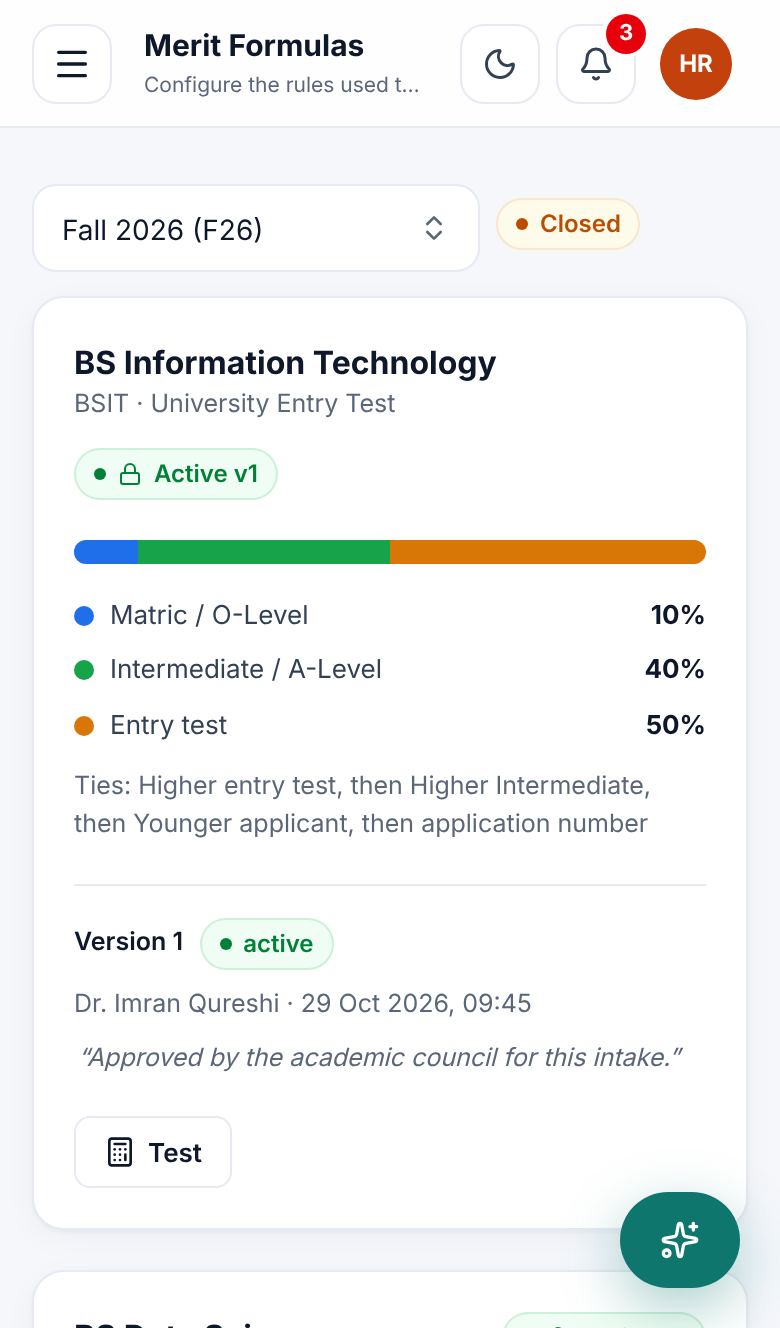 Merit Formulas
Configure the rules used t...
3
HR
Fall 2026 (F26)
Closed
BS Information Technology
BSIT · University Entry Test
Active v1
Matric / O-Level 10%
Intermediate / A-Level 40%
Entry test 50%
Ties: Higher entry test, then Higher Intermediate,
then Younger applicant, then application number
Version 1 active
Dr. Imran Qureshi · 29 Oct 2026, 09:45
“Approved by the academic council for this intake.”
Test